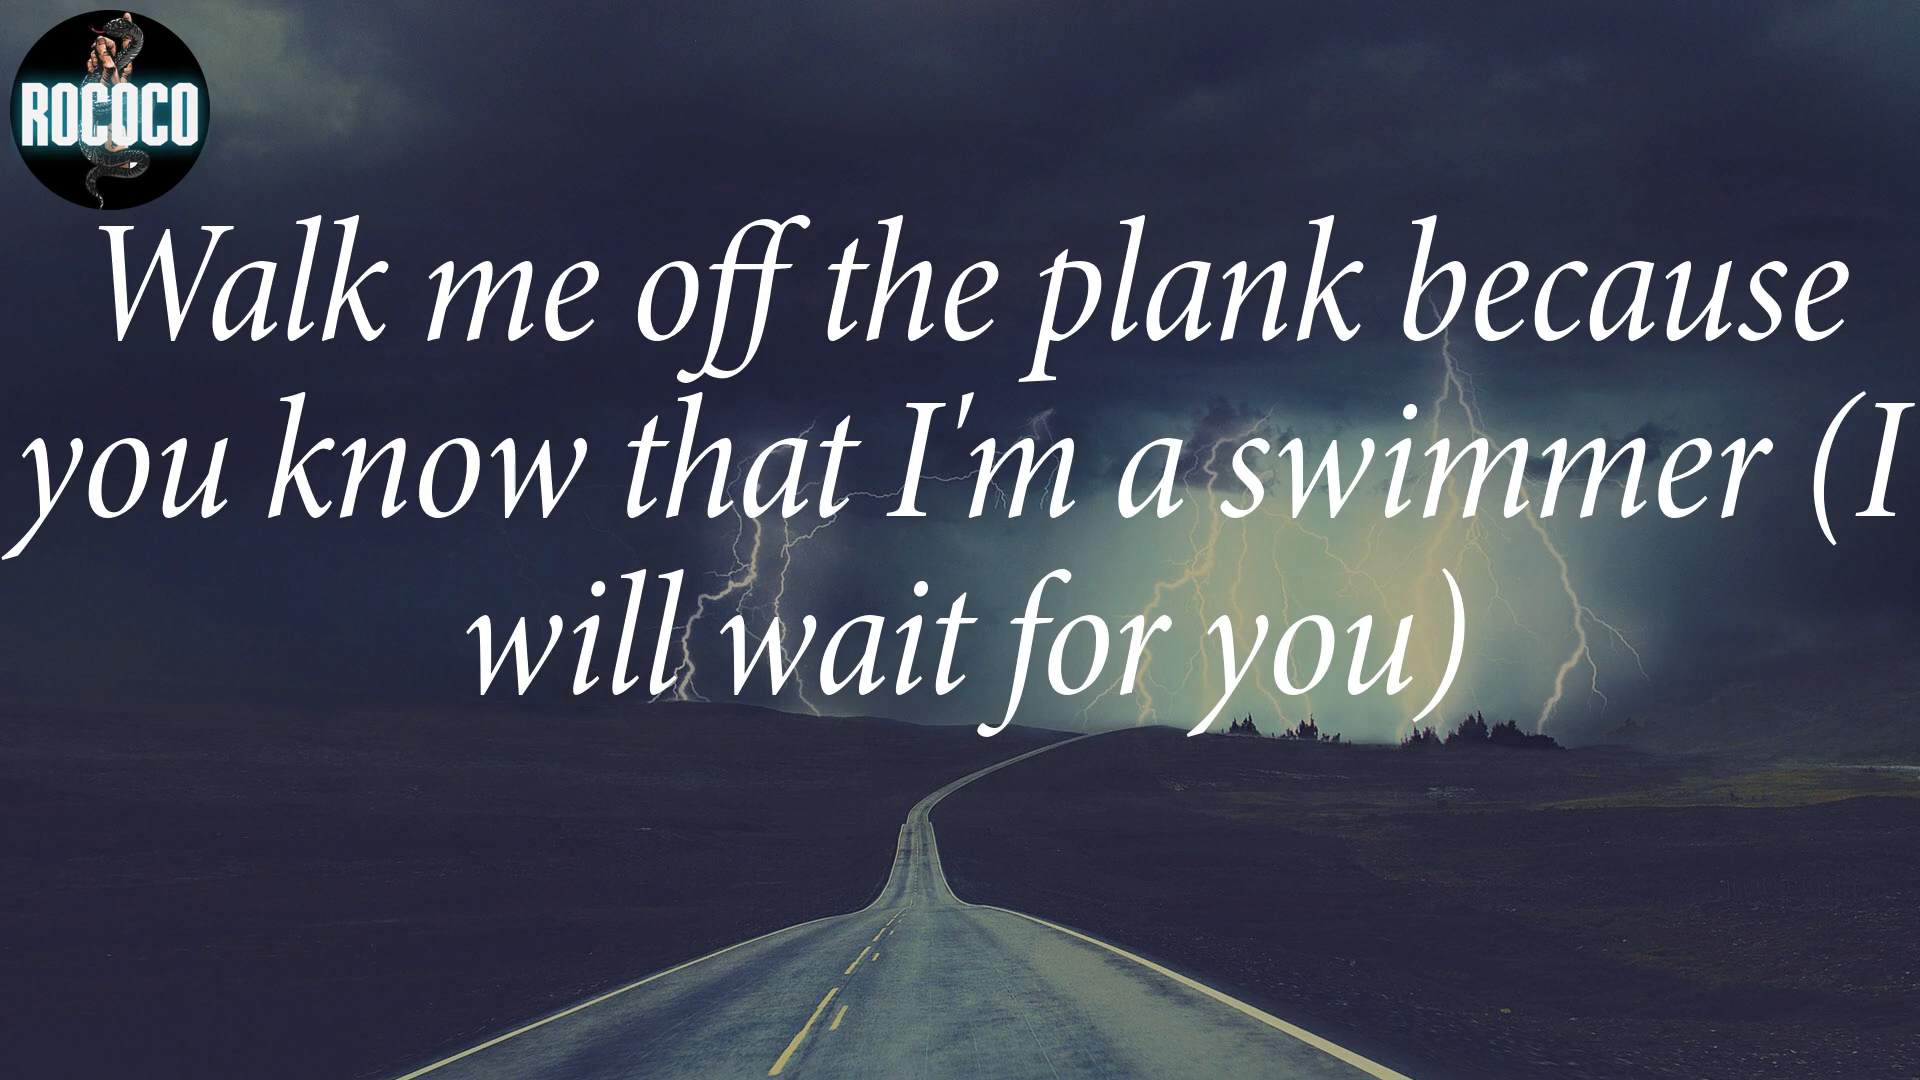 ROCOCO
Walk me off the plank because
you know that I'm a swimmer (I
will wait for you)